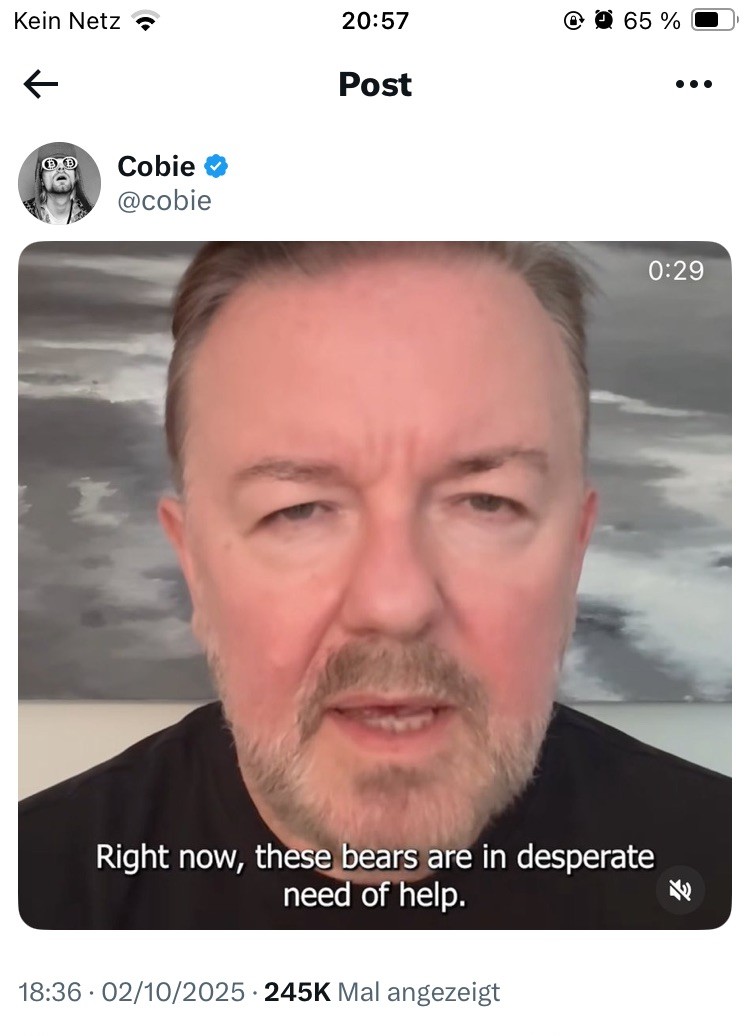 Kein Netz 20:57 65 %
Post
Cobie
@cobie
0:29
Right now, these bears are in desperate
need of help.
18:36 · 02/10/2025 · 245K Mal angezeigt